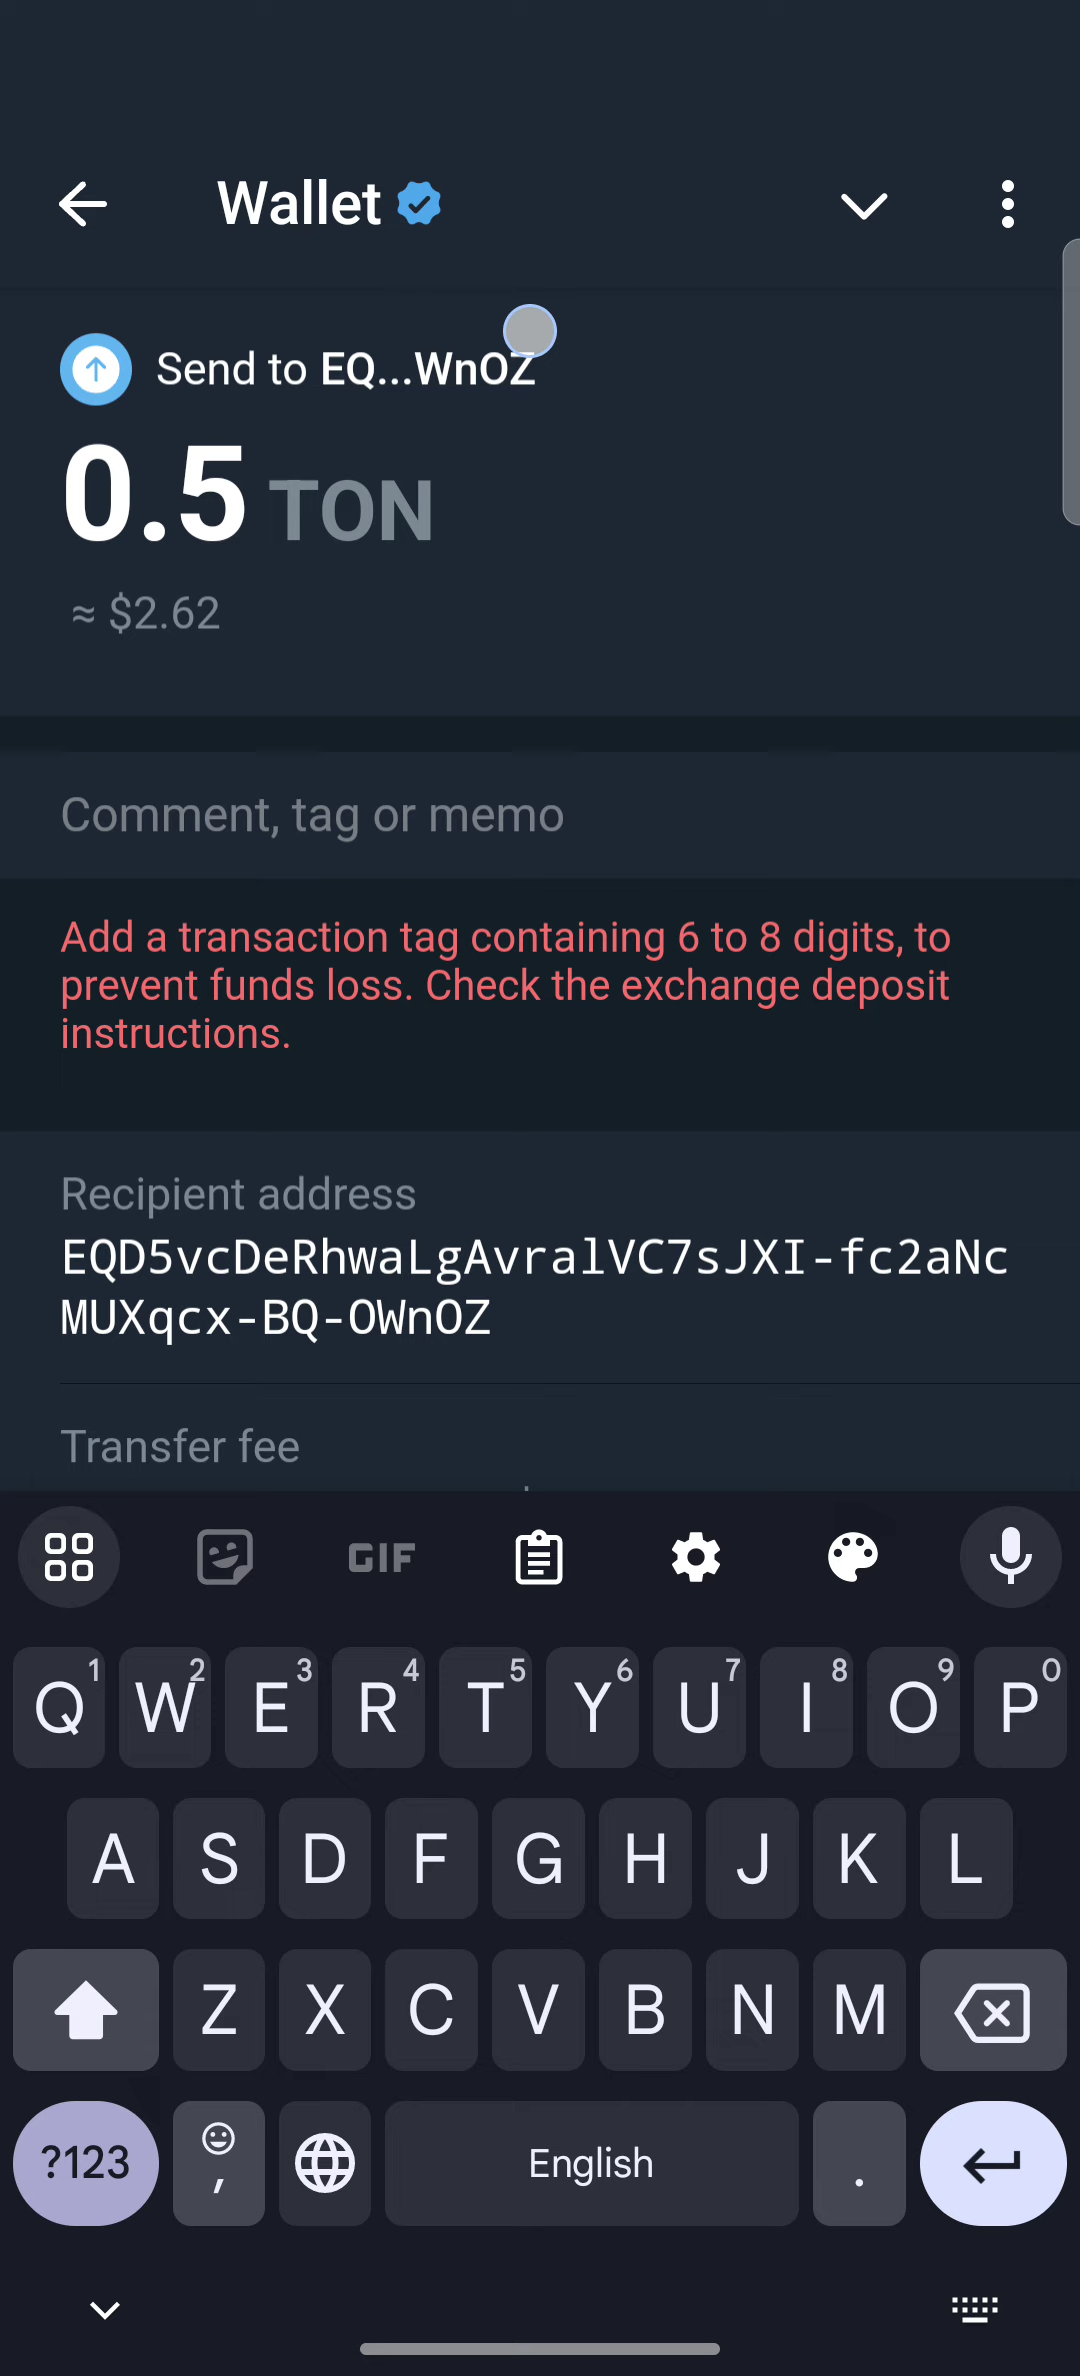 Wallet
Send to EQ...WnOZ
0.5 TON
≈ $2.62
Comment, tag or memo
Add a transaction tag containing 6 to 8 digits, to
prevent funds loss. Check the exchange deposit
instructions.
Recipient address
EQD5vcDeRhwaLgAvralVC7sJXI-fc2aNc
MUXqcx-BQ-OWnOZ
Transfer fee
GIF
Q1 W2 E3 R4 T5 Y6 U7 I8 O9 P0
A S D F G H J K L
Z X C V B N M
?123 , English .